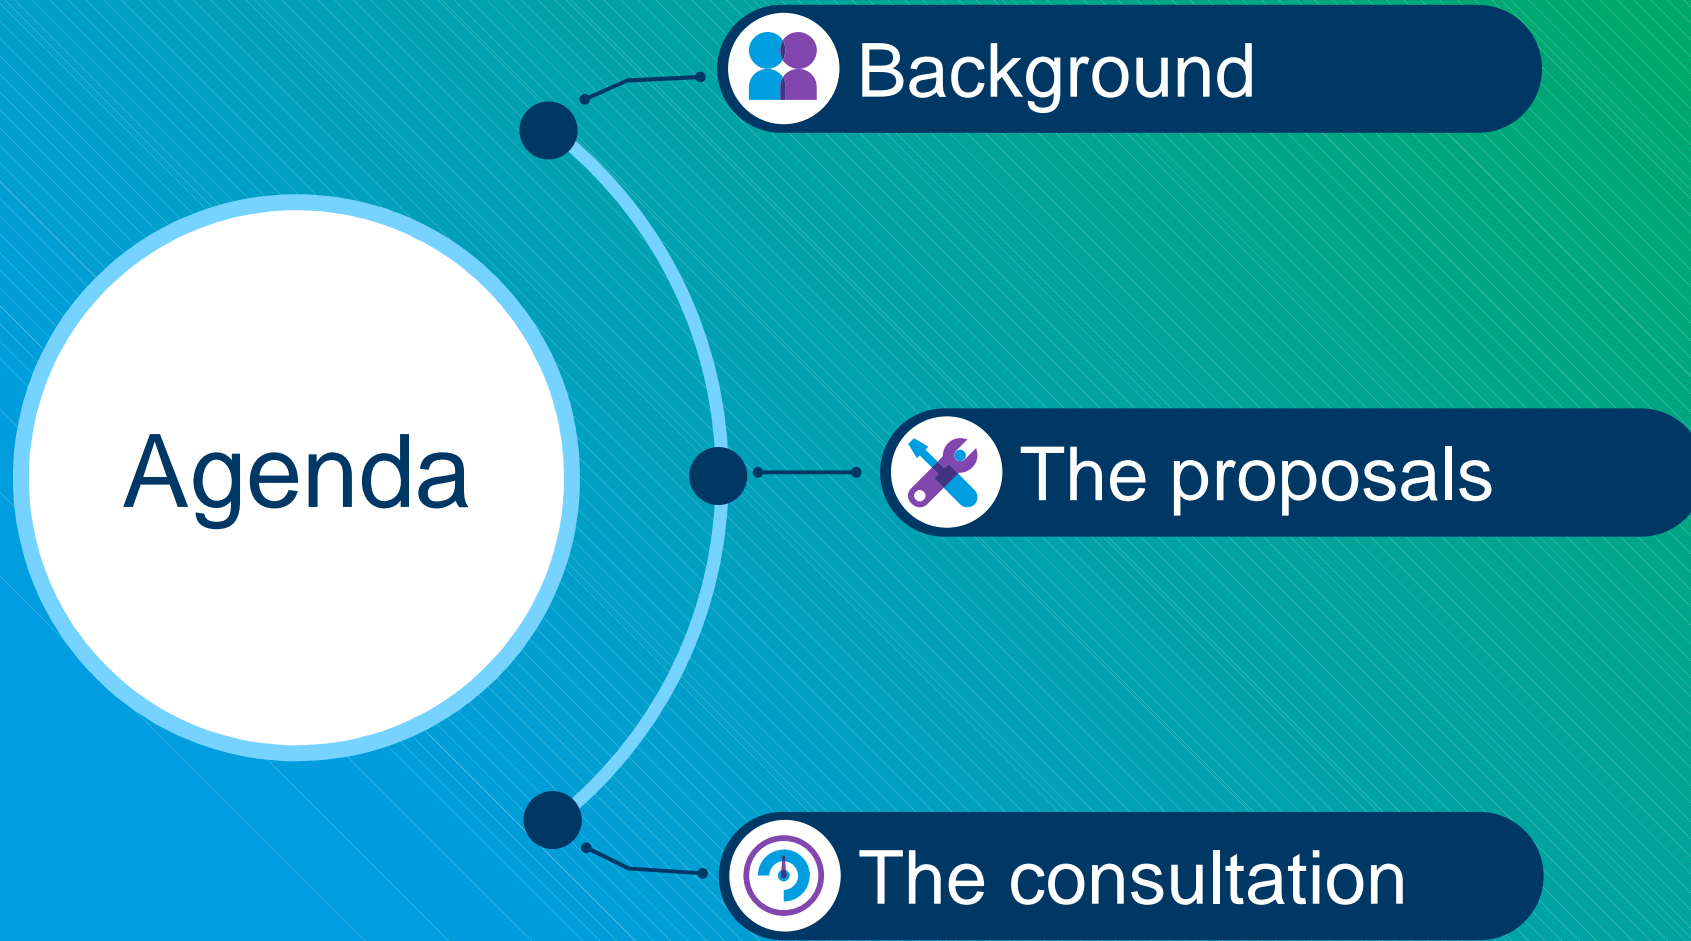 Background
Agenda
The proposals
The consultation